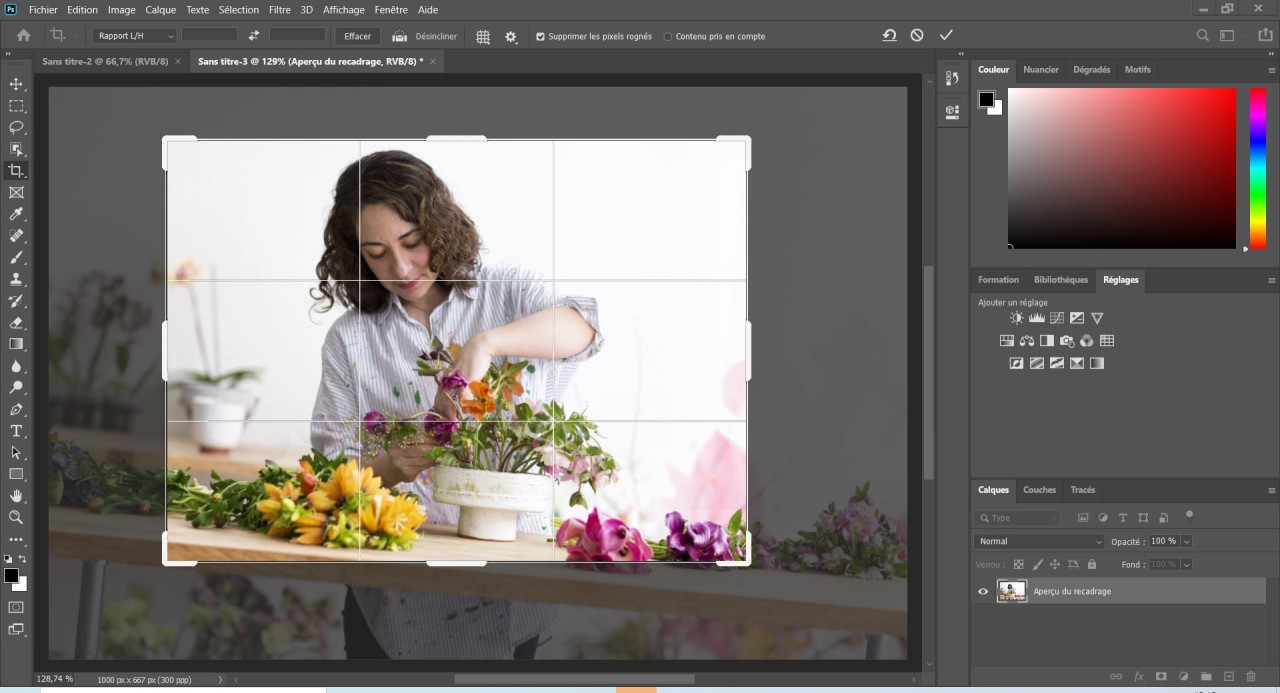 Ps Fichier Edition Image Calque Texte Sélection Filtre 3D Affichage Fenêtre Aide
Rapport L/H Effacer Désincliner Supprimer les pixels rognés Contenu pris en compte
Sans titre-2 @ 66,7% (RVB/8) × Sans titre-3 @ 129% (Aperçu du recadrage, RVB/8) * ×
Couleur Nuancier Dégradés Motifs
Formation Bibliothèques Réglages
Ajouter un réglage
Calques Couches Tracés
Type
Normal Opacité : 100 %
Verrou : Fond : 100 %
Aperçu du recadrage
128,74 % 1000 px x 667 px (300 ppp)